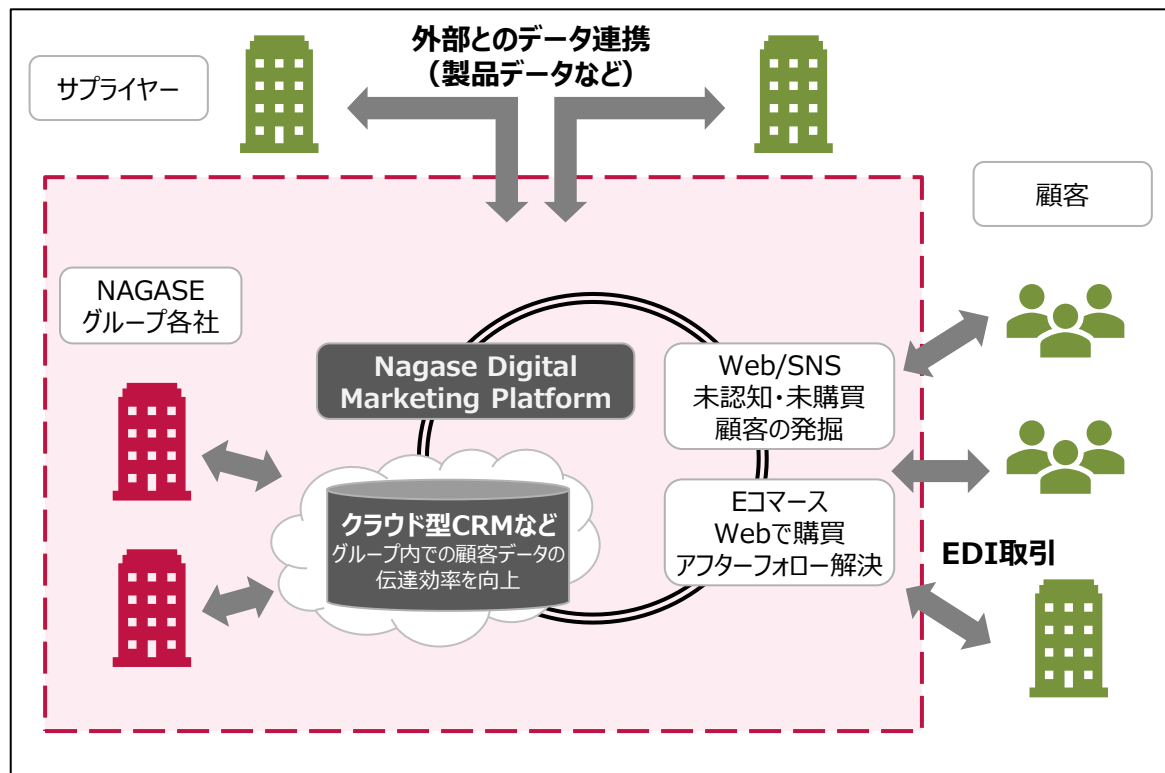 外部とのデータ連携
（製品データなど）
サプライヤー
顧客
NAGASE
グループ各社
Nagase Digital
Marketing Platform
Web/SNS
未認知・未購買
顧客の発掘
クラウド型CRMなど
グループ内での顧客データの
伝達効率を向上
Eコマース
Webで購買
アフターフォロー解決
EDI取引